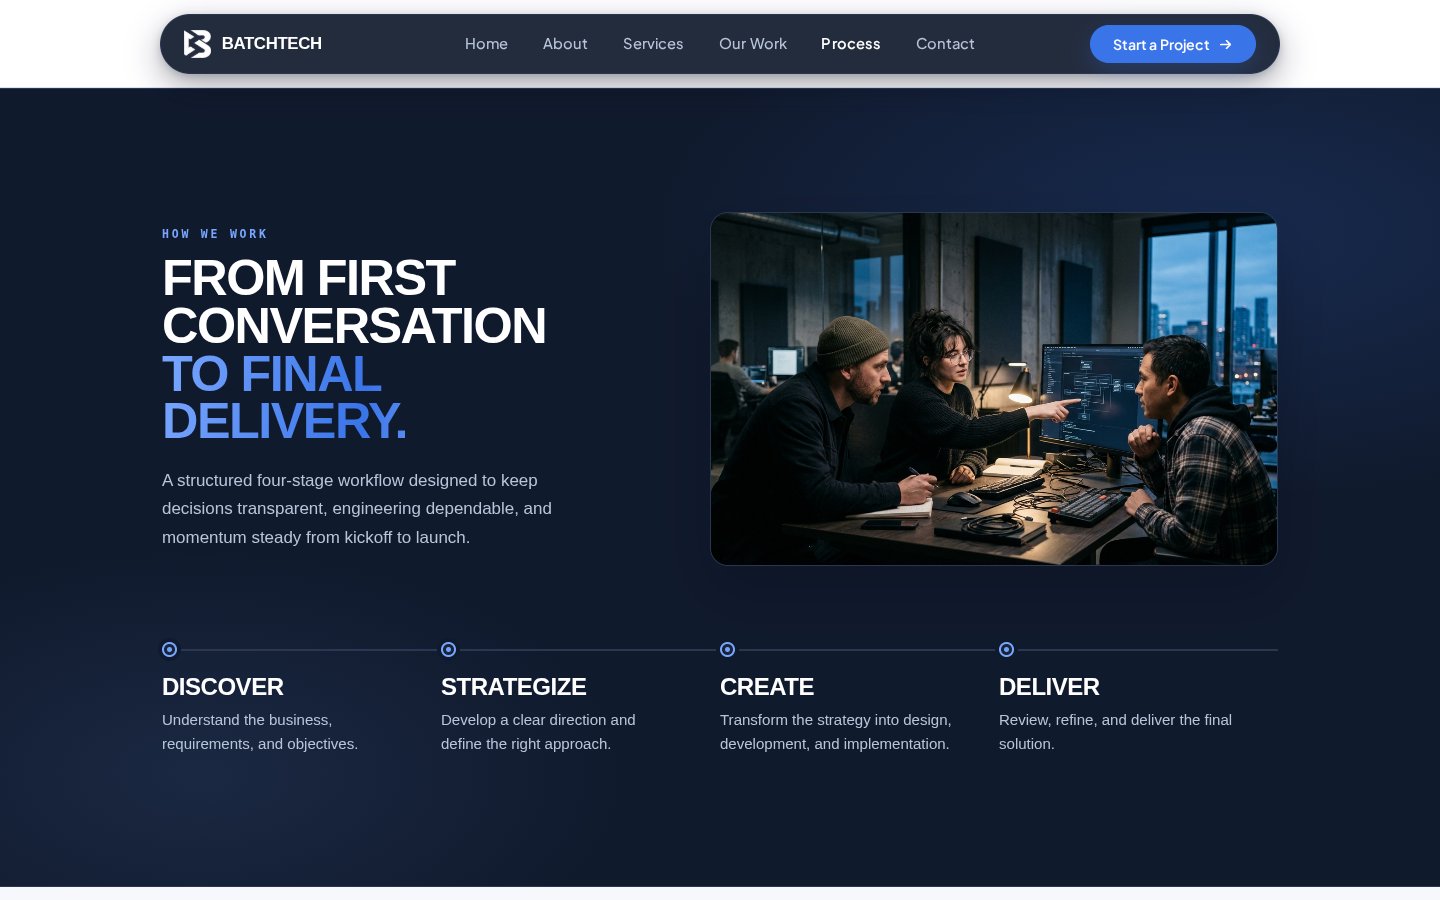 BATCHTECH
Home
About
Services
Our Work
Process
Contact
Start a Project
HOW WE WORK
FROM FIRST
CONVERSATION
TO FINAL
DELIVERY.
A structured four-stage workflow designed to keep
decisions transparent, engineering dependable, and
momentum steady from kickoff to launch.
DISCOVER
Understand the business,
requirements, and objectives.
STRATEGIZE
Develop a clear direction and
define the right approach.
CREATE
Transform the strategy into design,
development, and implementation.
DELIVER
Review, refine, and deliver the final
solution.